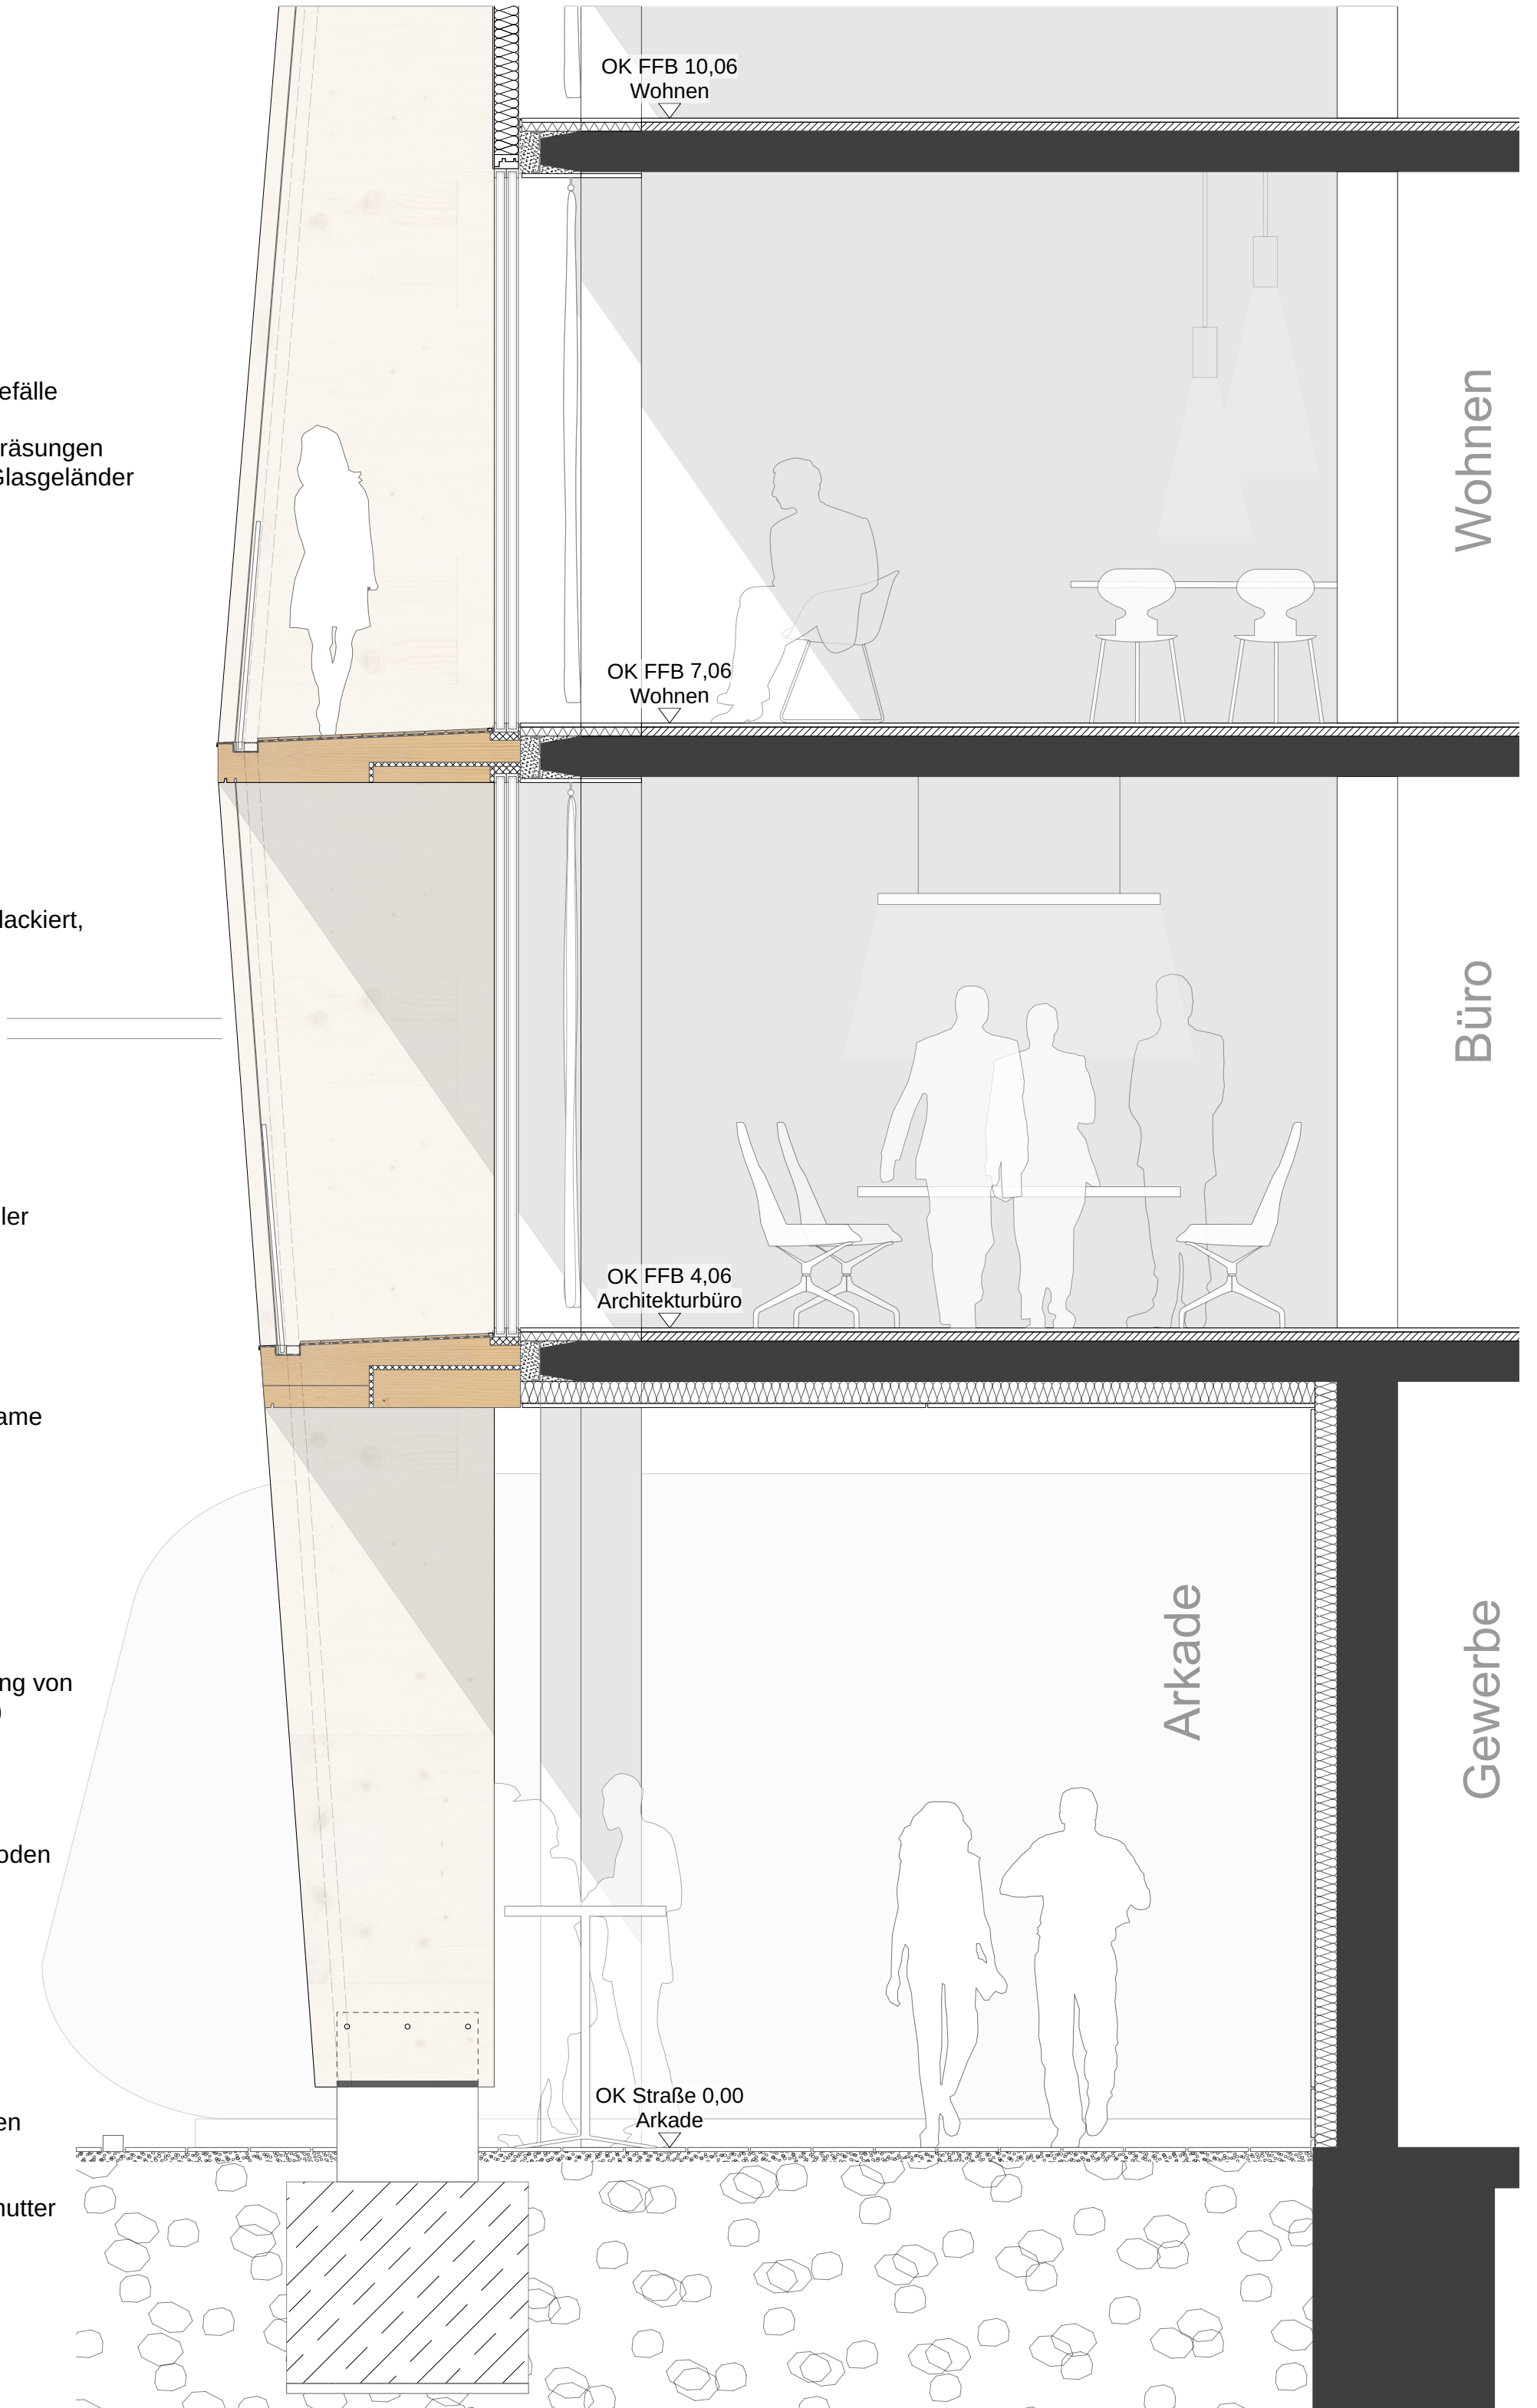 OK FFB 10,06
Wohnen
efälle
räsungen
Glasgeländer
Wohnen
OK FFB 7,06
Wohnen
lackiert,
Büro
ler
OK FFB 4,06
Architekturbüro
ame
Arkade
Gewerbe
ng von
)
oden
OK Straße 0,00
Arkade
en
nutter